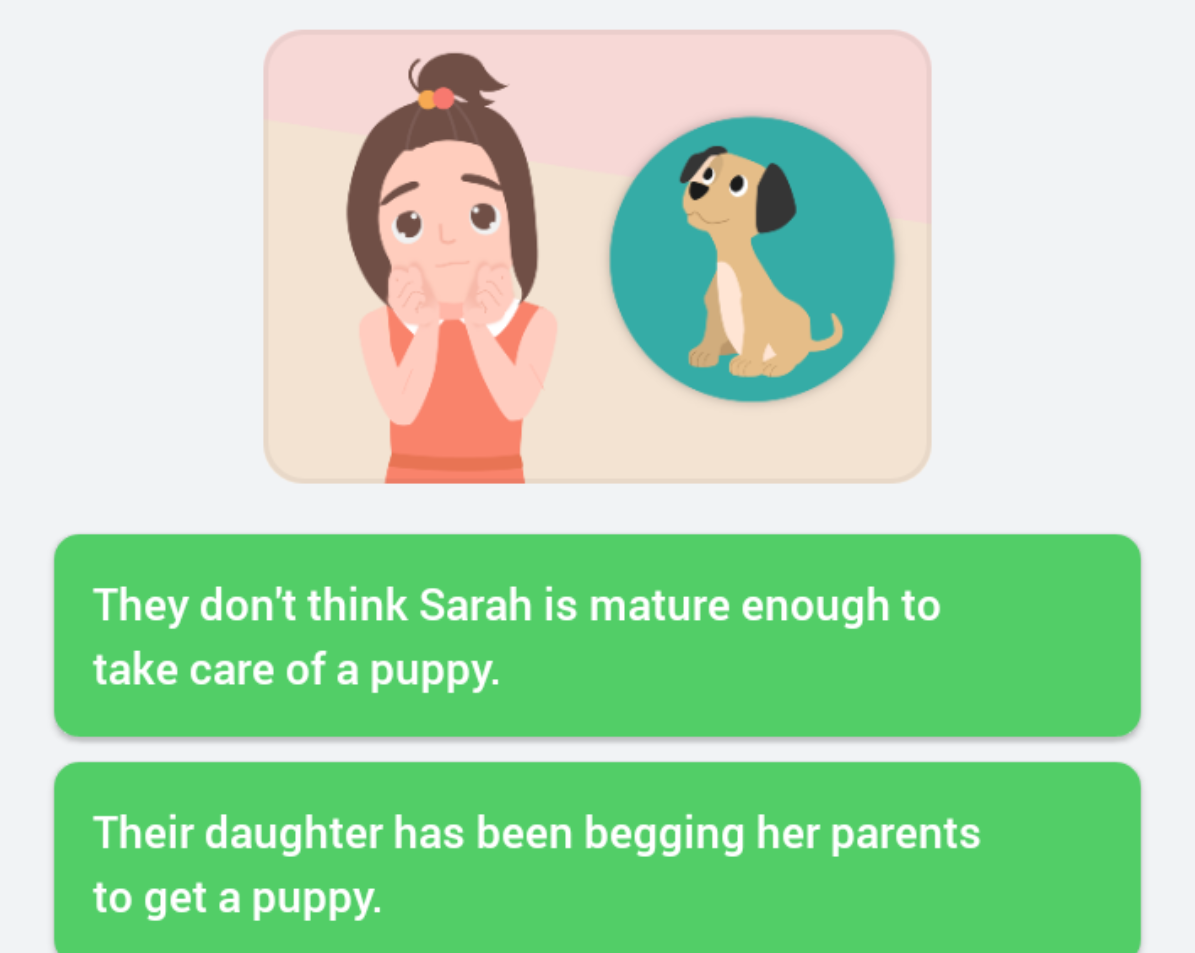 They don't think Sarah is mature enough to
take care of a puppy.
Their daughter has been begging her parents
to get a puppy.